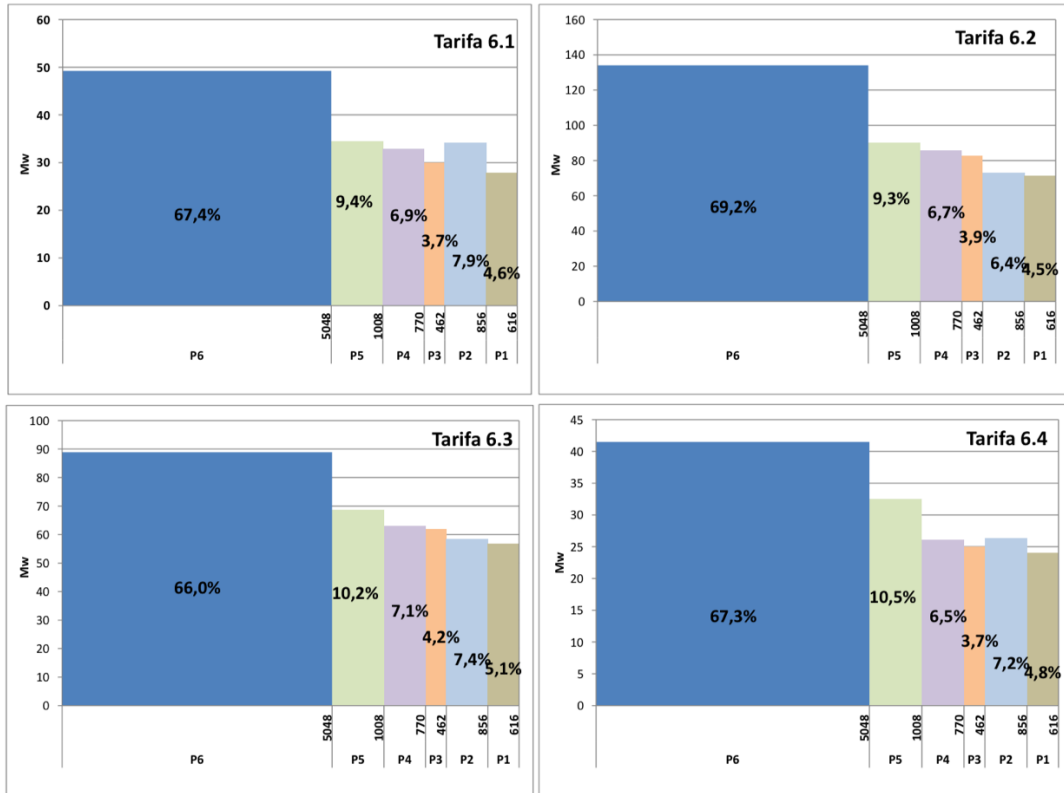 Tarifa 6.1
60
50
40
30
20
10
0
Mw
67,4%
9,4%
6,9%
3,7%
7,9%
4,6%
5048
1008
770
462
856
616
P6
P5
P4
P3
P2
P1
Tarifa 6.2
160
140
120
100
80
60
40
20
0
Mw
69,2%
9,3%
6,7%
3,9%
6,4%
4,5%
5048
1008
770
462
856
616
P6
P5
P4
P3
P2
P1
Tarifa 6.3
100
90
80
70
60
50
40
30
20
10
0
Mw
66,0%
10,2%
7,1%
4,2%
7,4%
5,1%
5048
1008
770
462
856
616
P6
P5
P4
P3
P2
P1
Tarifa 6.4
45
40
35
30
25
20
15
10
5
0
Mw
67,3%
10,5%
6,5%
3,7%
7,2%
4,8%
5048
1008
770
462
856
616
P6
P5
P4
P3
P2
P1